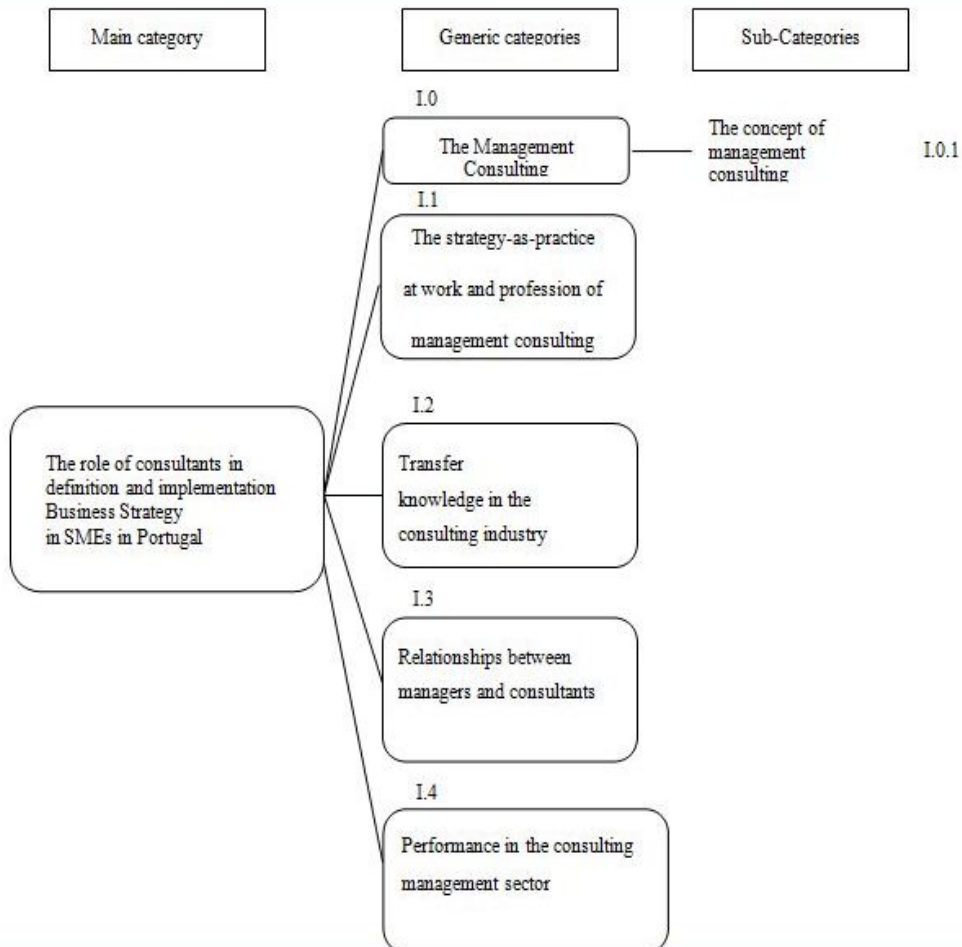 Main category
Generic categories
Sub-Categories
I.0
The Management
Consulting
The concept of
management
consulting
I.0.1
I.1
The strategy-as-practice
at work and profession of
management consulting
The role of consultants in
definition and implementation
Business Strategy
in SMEs in Portugal
I.2
Transfer
knowledge in the
consulting industry
I.3
Relationships between
managers and consultants
I.4
Performance in the consulting
management sector